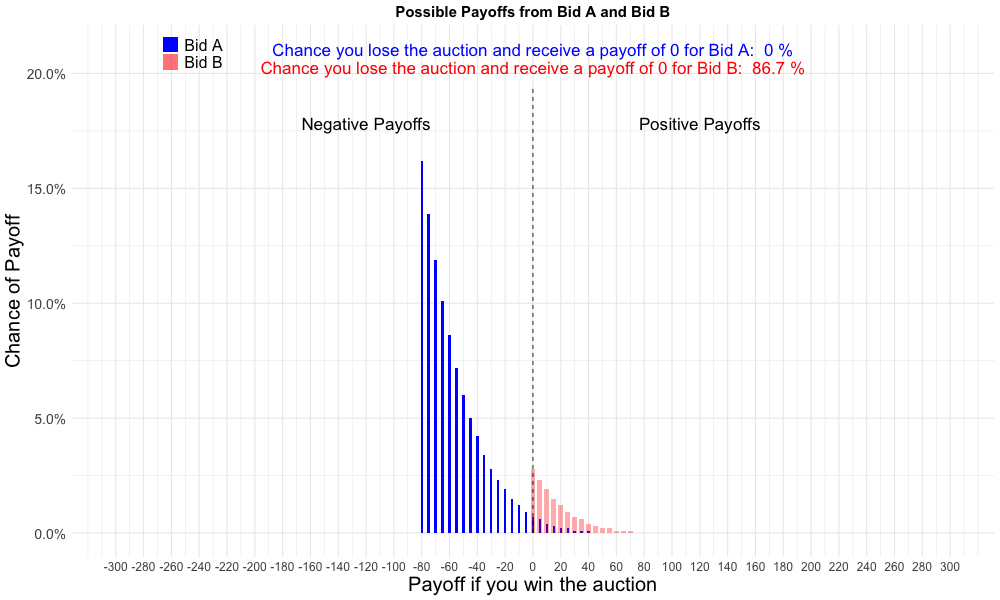 Possible Payoffs from Bid A and Bid B
Bid A
Bid B
Chance you lose the auction and receive a payoff of 0 for Bid A:  0 %
Chance you lose the auction and receive a payoff of 0 for Bid B:  86.7 %
Negative Payoffs
Positive Payoffs
20.0%
15.0%
10.0%
5.0%
0.0%
Chance of Payoff
-300 -280 -260 -240 -220 -200 -180 -160 -140 -120 -100 -80 -60 -40 -20 0 20 40 60 80 100 120 140 160 180 200 220 240 260 280 300
Payoff if you win the auction